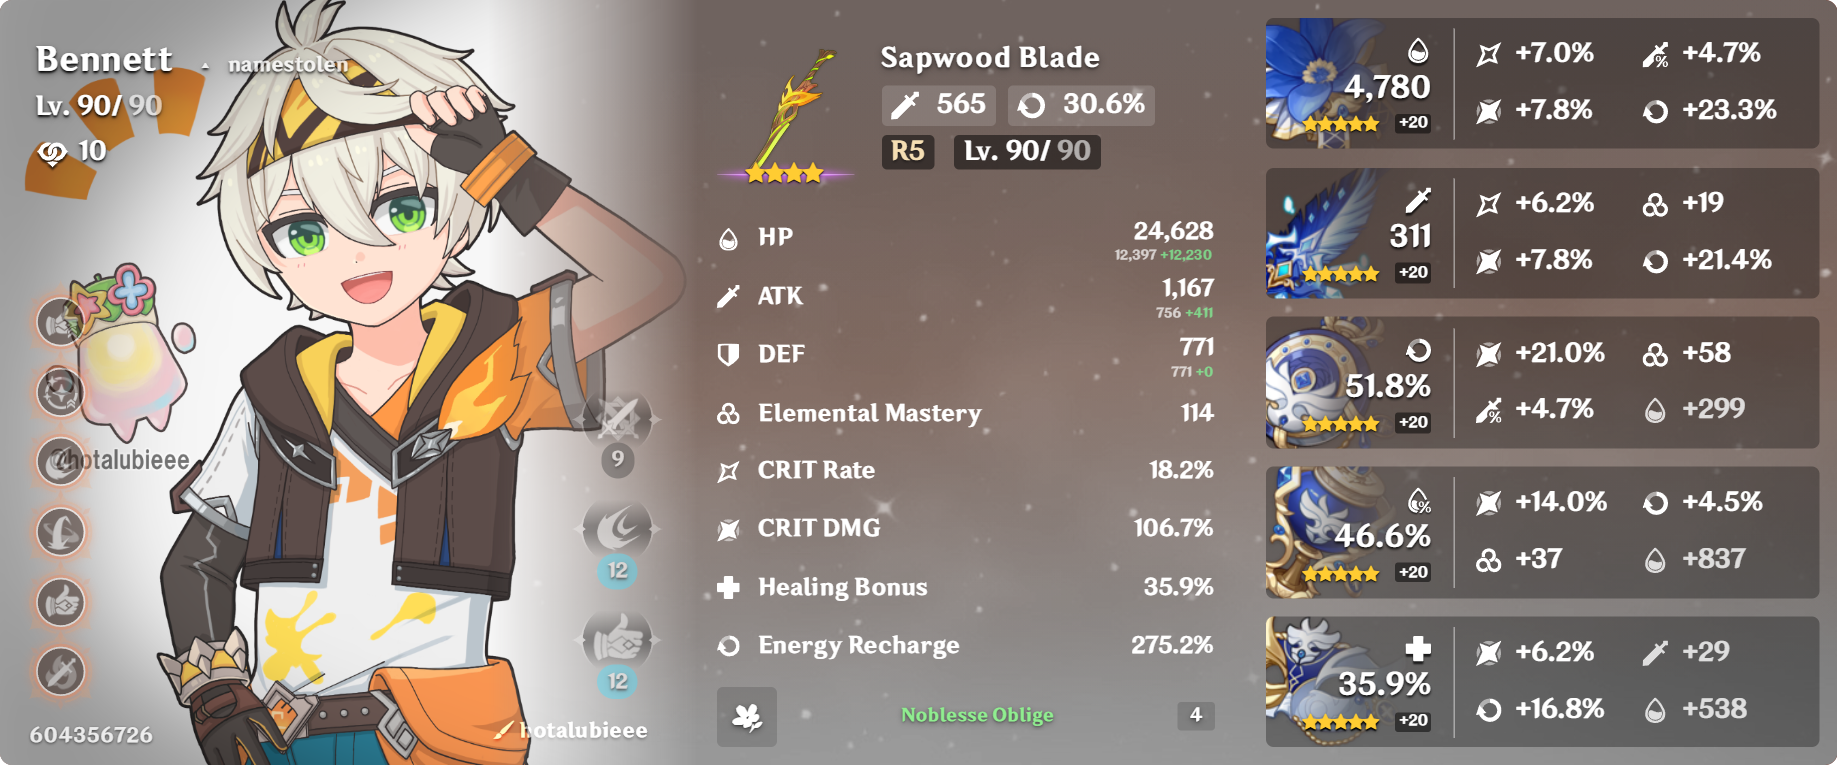 Bennett • namestolen
Lv. 90/ 90
10
@hotalubieee
9
12
12
604356726
hotalubieee
Sapwood Blade
565 30.6%
R5 Lv. 90/ 90
HP 24,628
12,397 +12,230
ATK 1,167
756 +411
DEF 771
771 +0
Elemental Mastery 114
CRIT Rate 18.2%
CRIT DMG 106.7%
Healing Bonus 35.9%
Energy Recharge 275.2%
Noblesse Oblige 4
4,780
+20
+7.0% +4.7%
+7.8% +23.3%
311
+20
+6.2% +19
+7.8% +21.4%
51.8%
+20
+21.0% +58
+4.7% +299
46.6%
+20
+14.0% +4.5%
+37 +837
35.9%
+20
+6.2% +29
+16.8% +538